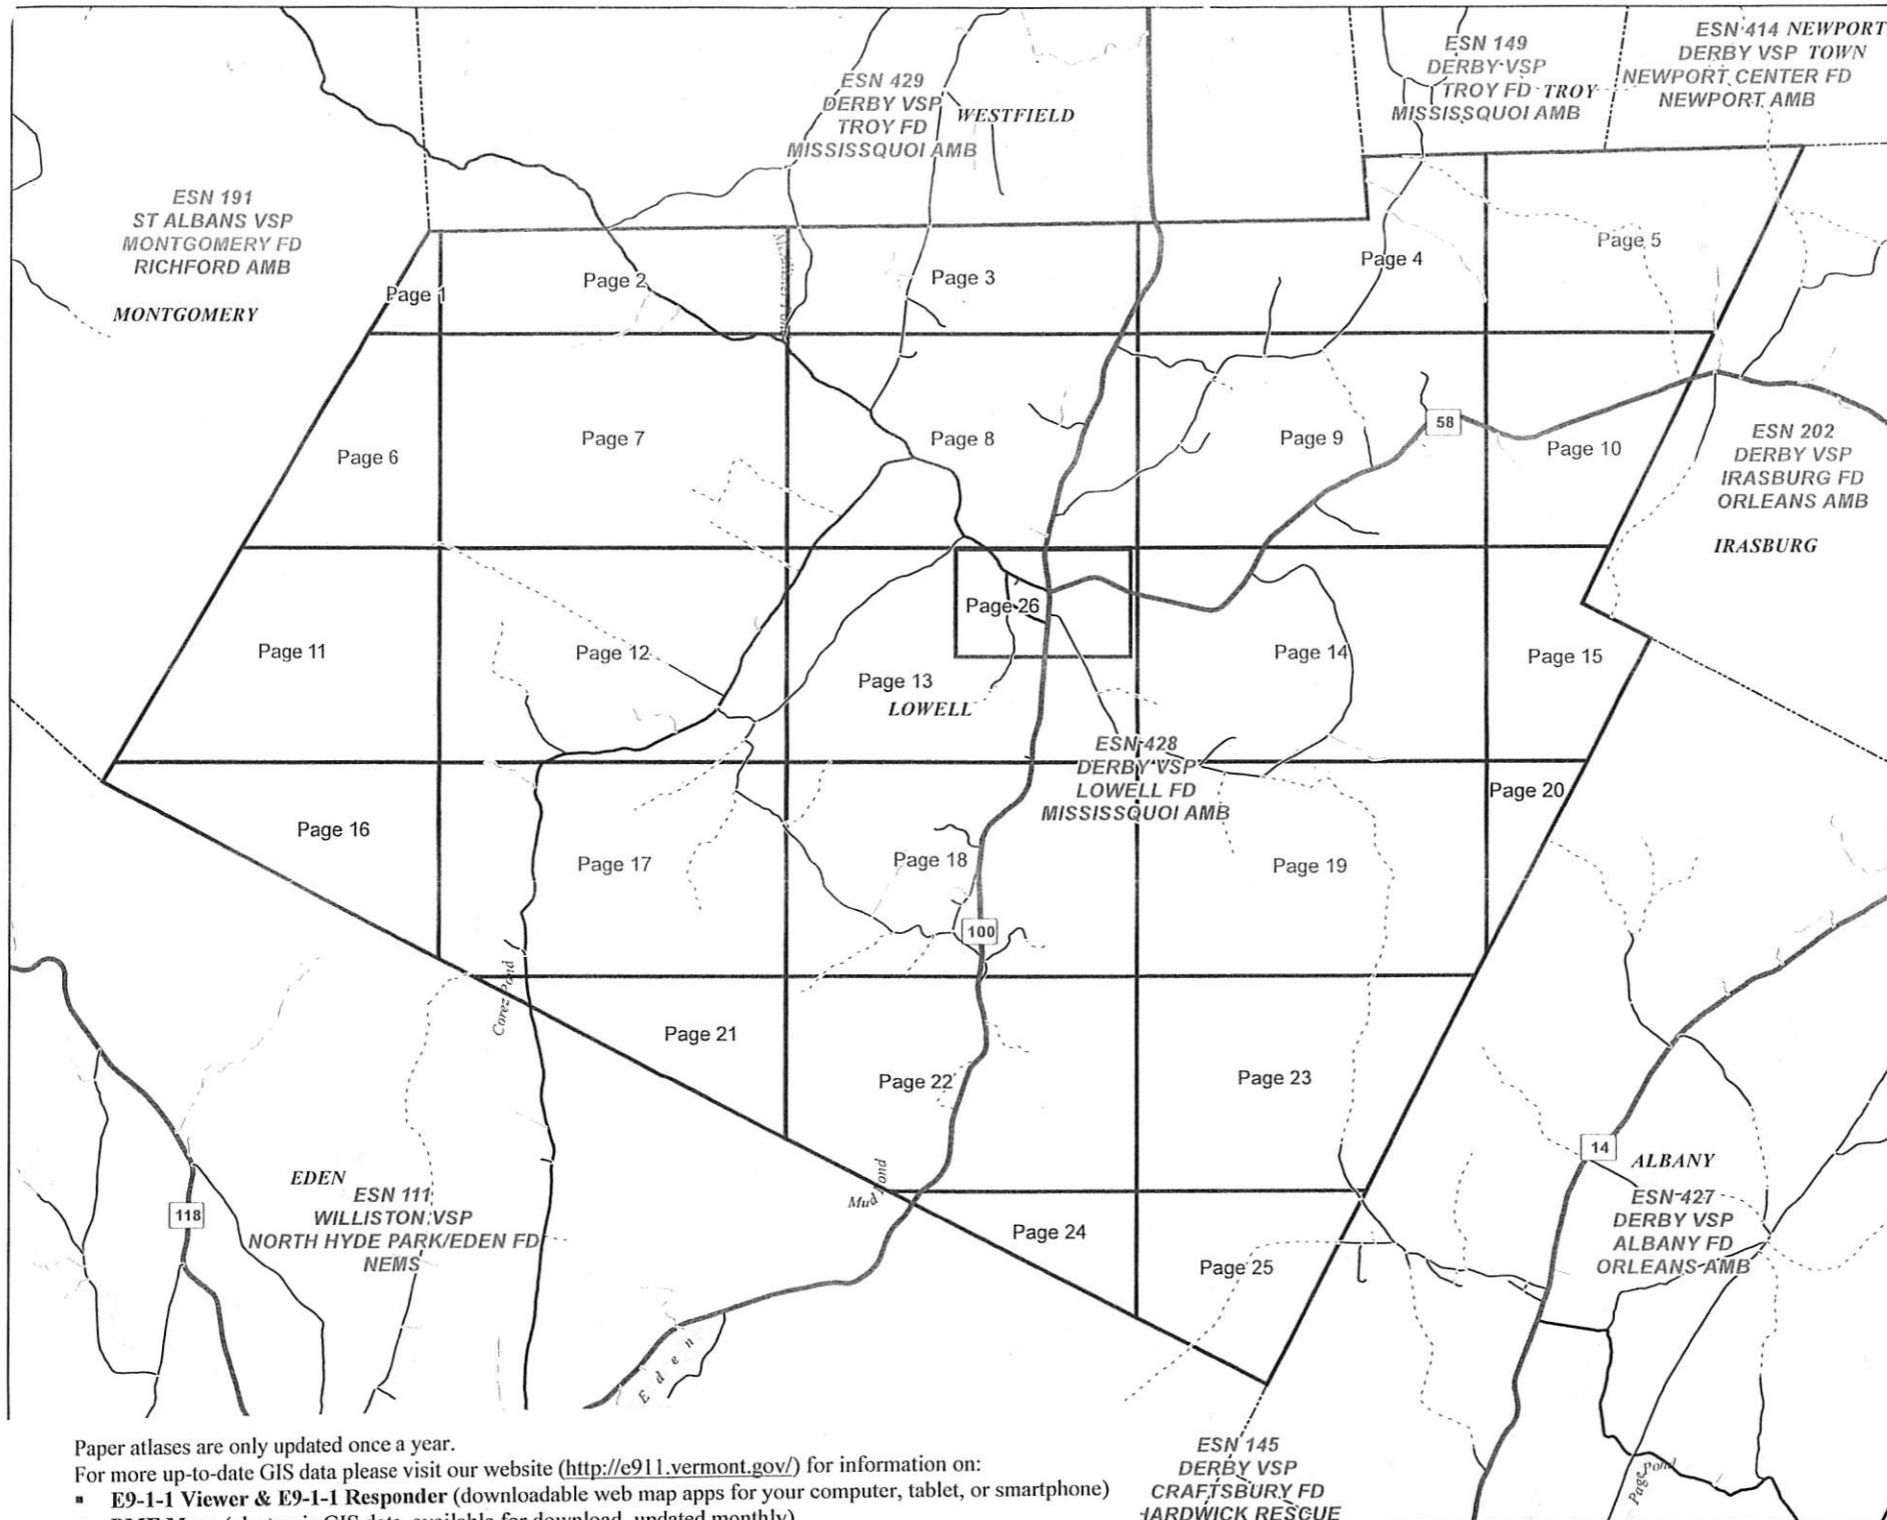 ESN 414 NEWPORT
DERBY VSP TOWN
NEWPORT CENTER FD
NEWPORT AMB
ESN 149
DERBY VSP
TROY FD TROY
MISSISSQUOI AMB
ESN 429
DERBY VSP
TROY FD
MISSISSQUOI AMB
WESTFIELD
ESN 191
ST ALBANS VSP
MONTGOMERY FD
RICHFORD AMB
MONTGOMERY
Page 1
Page 2
Page 3
Page 4
Page 5
Page 6
Page 7
Page 8
Page 9
58
Page 10
ESN 202
DERBY VSP
IRASBURG FD
ORLEANS AMB
IRASBURG
Page 11
Page 12
Page 13
LOWELL
Page 26
Page 14
Page 15
ESN 428
DERBY VSP
LOWELL FD
MISSISSQUOI AMB
Page 16
Page 17
Page 18
100
Page 19
Page 20
Corez Pond
Page 21
Page 22
Page 23
Mud Pond
14
ALBANY
ESN 427
DERBY VSP
ALBANY FD
ORLEANS AMB
EDEN
ESN 111
WILLISTON VSP
NORTH HYDE PARK/EDEN FD
NEMS
118
Page 24
Page 25
Eden
Page Pond
ESN 145
DERBY VSP
CRAFTSBURY FD
HARDWICK RESCUE
Paper atlases are only updated once a year.
For more up-to-date GIS data please visit our website (http://e911.vermont.gov/) for information on:
▪ E9-1-1 Viewer & E9-1-1 Responder (downloadable web map apps for your computer, tablet, or smartphone)